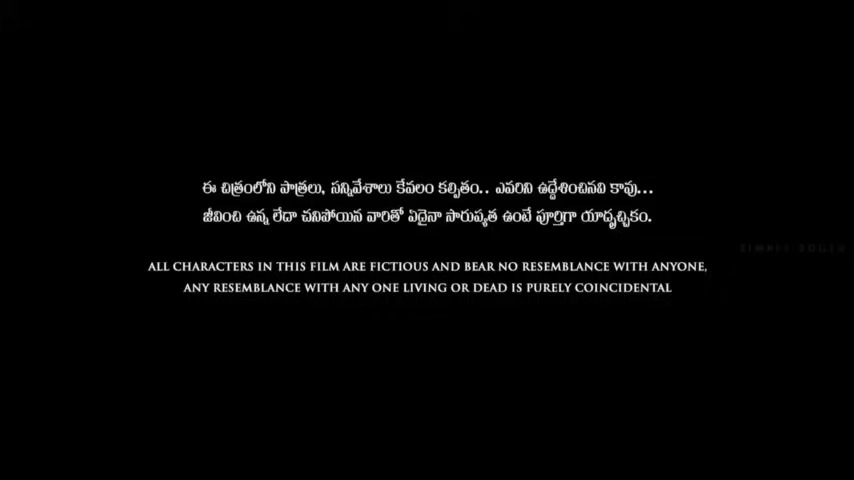 ఈ చిత్రంలోని పాత్రలు, సన్నివేశాలు కేవలం కల్పితం.. ఎవరిని ఉద్దేశించినవి కావు...
జీవించి ఉన్న లేదా చనిపోయిన వారితో ఏదైనా సారుప్యత ఉంటే పూర్తిగా యాదృచ్చికం.
ALL CHARACTERS IN THIS FILM ARE FICTIOUS AND BEAR NO RESEMBLANCE WITH ANYONE,
ANY RESEMBLANCE WITH ANY ONE LIVING OR DEAD IS PURELY COINCIDENTAL